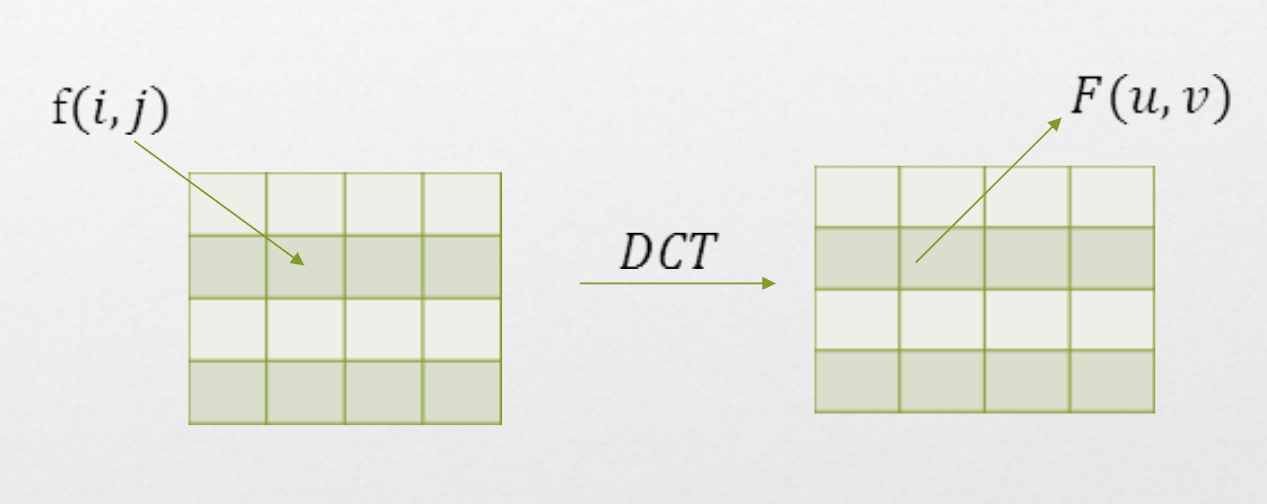 f(i, j)
F(u, v)
DCT